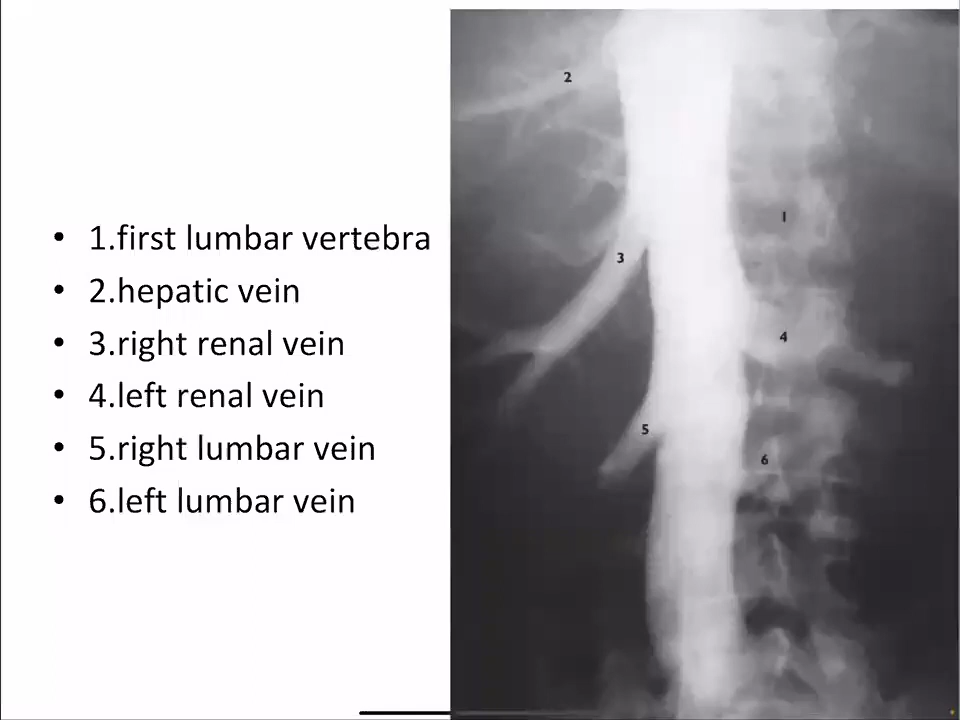 • 1.first lumbar vertebra
• 2.hepatic vein
• 3.right renal vein
• 4.left renal vein
• 5.right lumbar vein
• 6.left lumbar vein
2
1
3
4
5
6